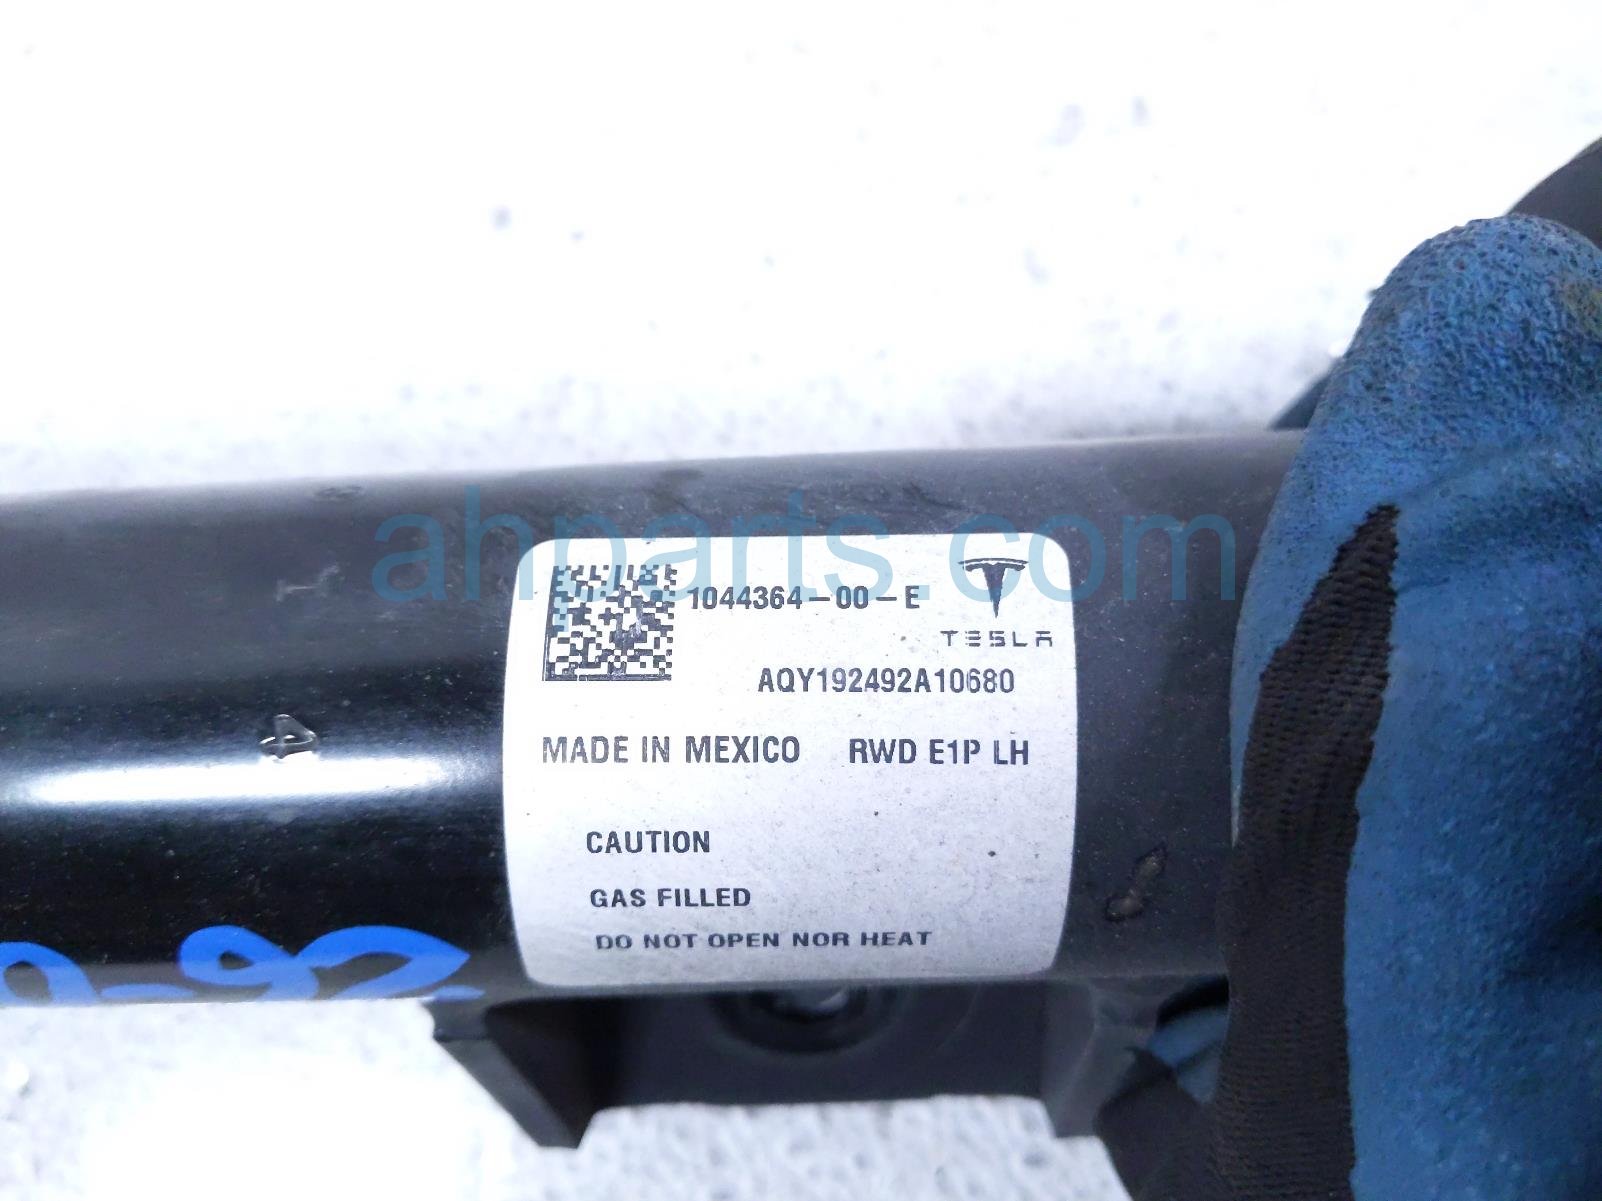 ahparts.com
1044364-00-E
TESLA
AQY192492A10680
MADE IN MEXICO RWD E1P LH
CAUTION
GAS FILLED
DO NOT OPEN NOR HEAT
4